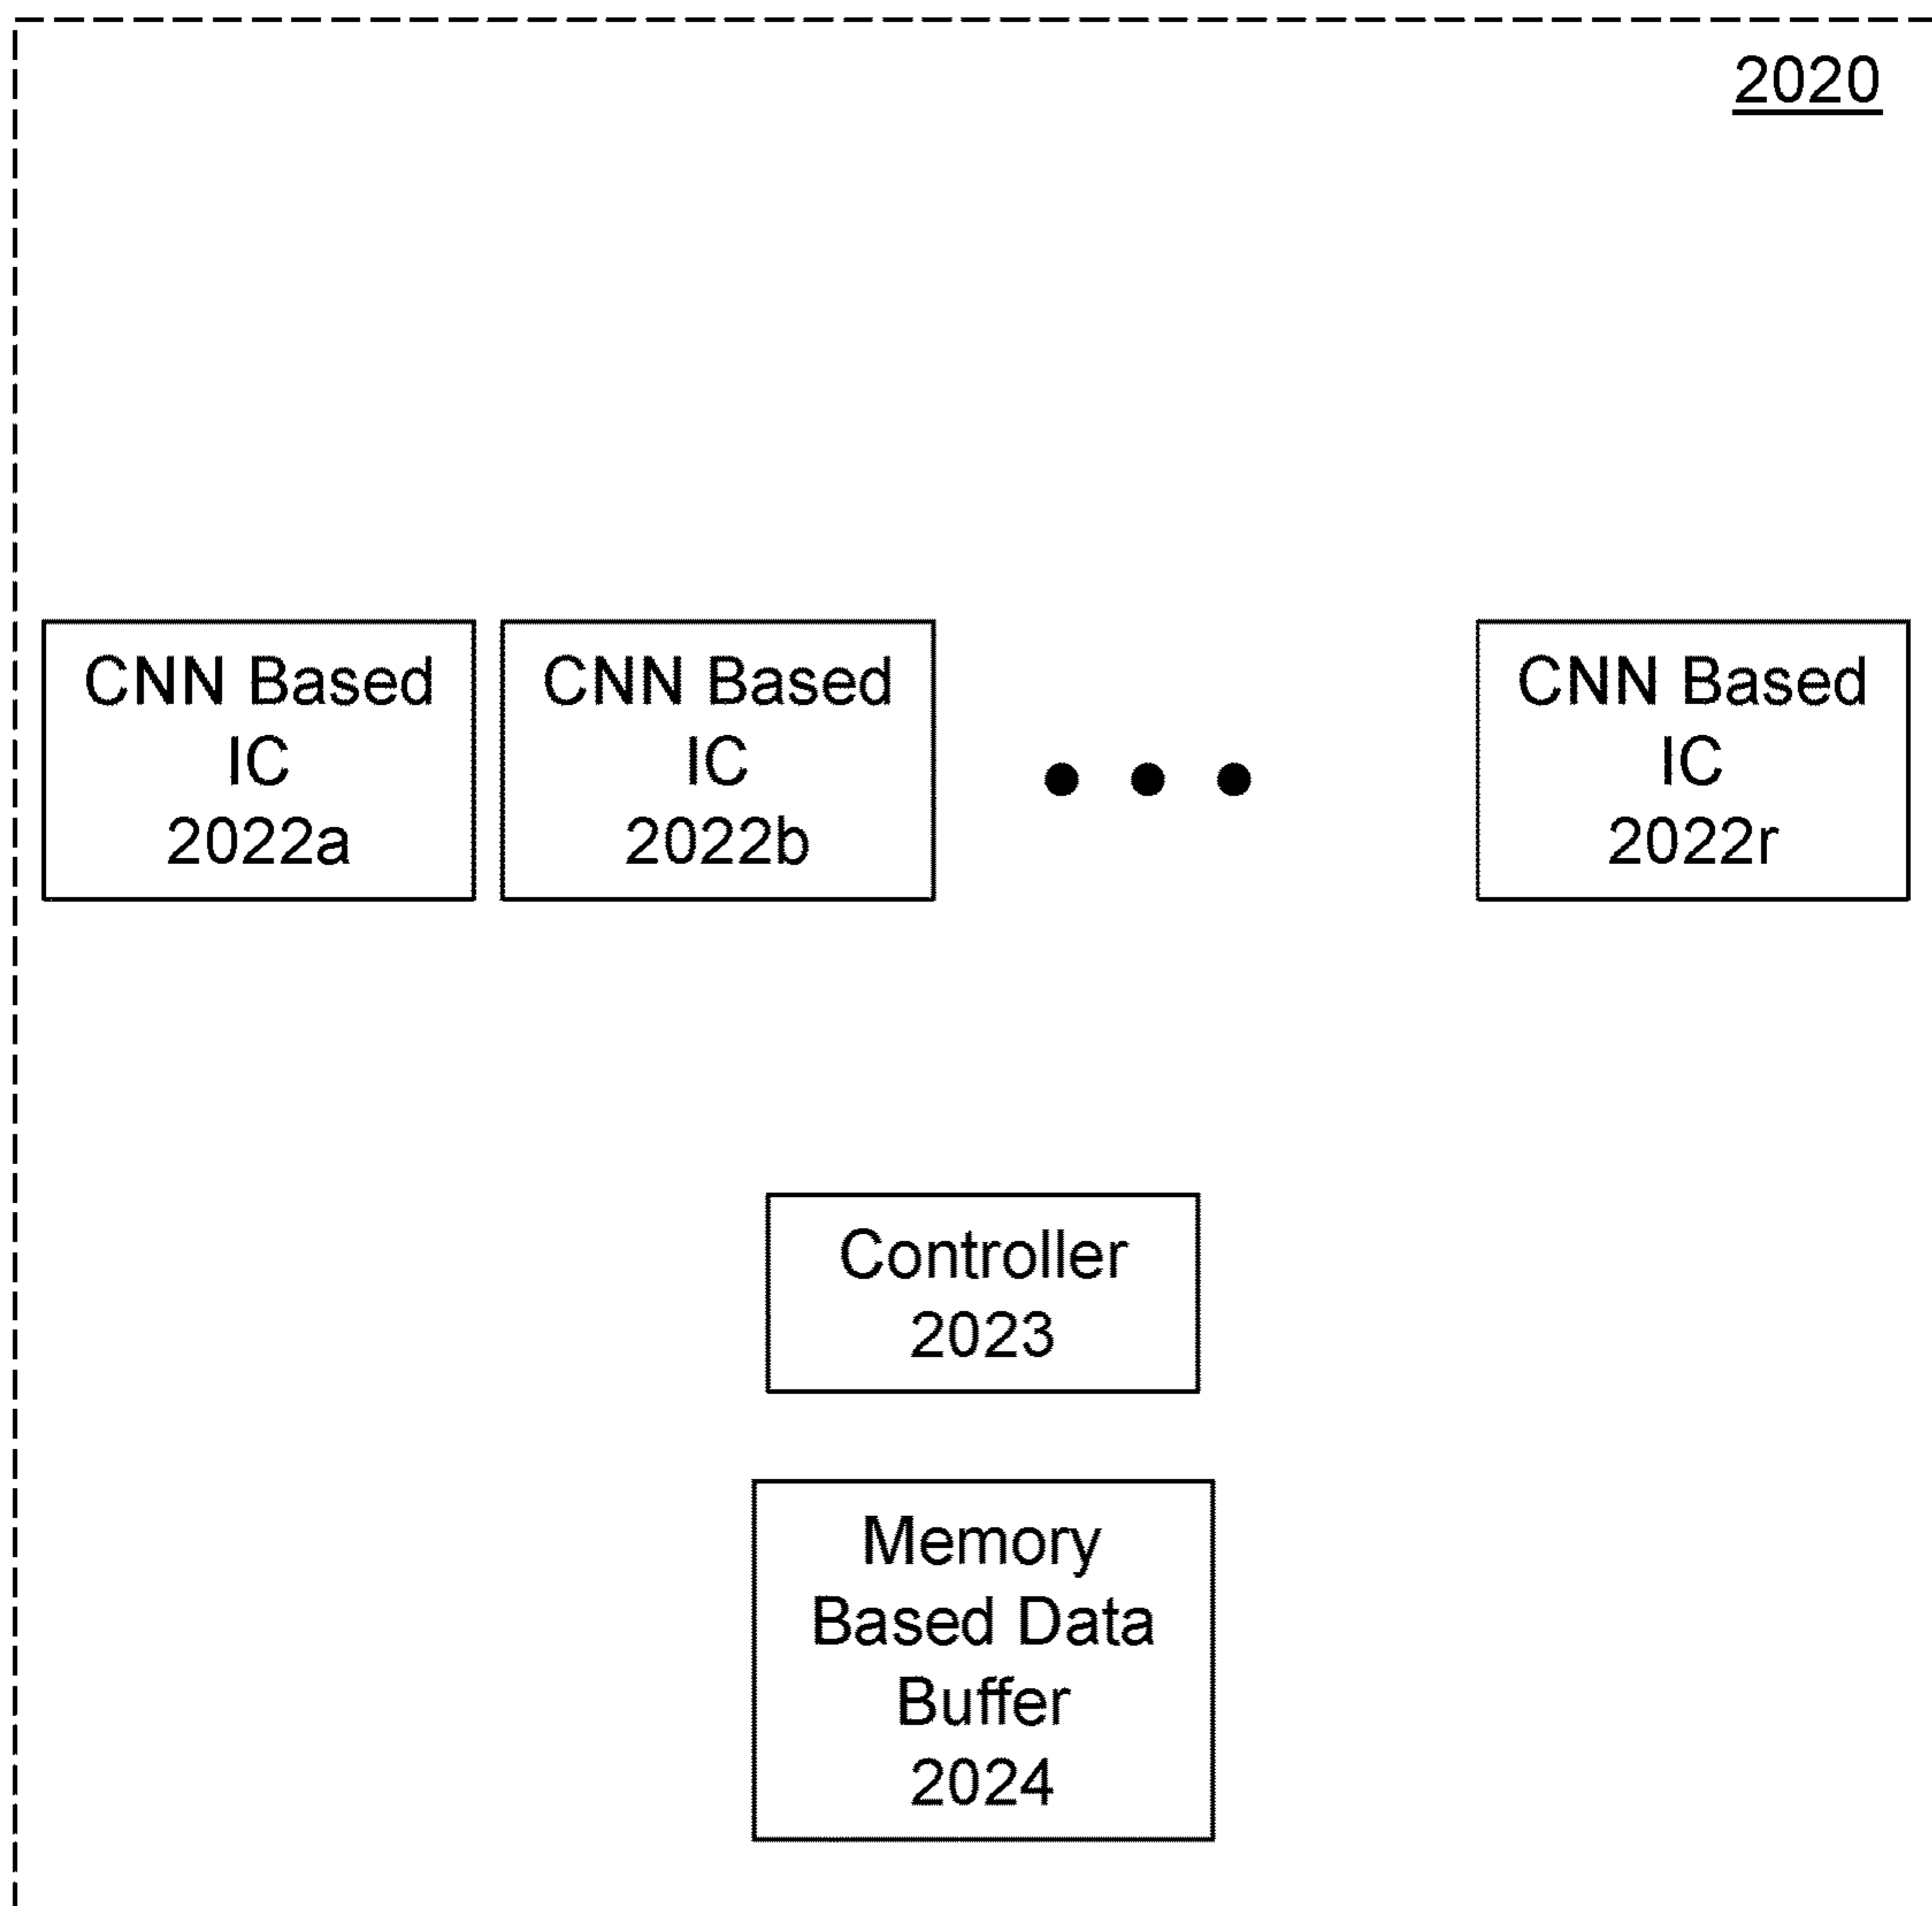 2020
CNN Based
IC
2022a
CNN Based
IC
2022b
CNN Based
IC
2022r
Controller
2023
Memory
Based Data
Buffer
2024